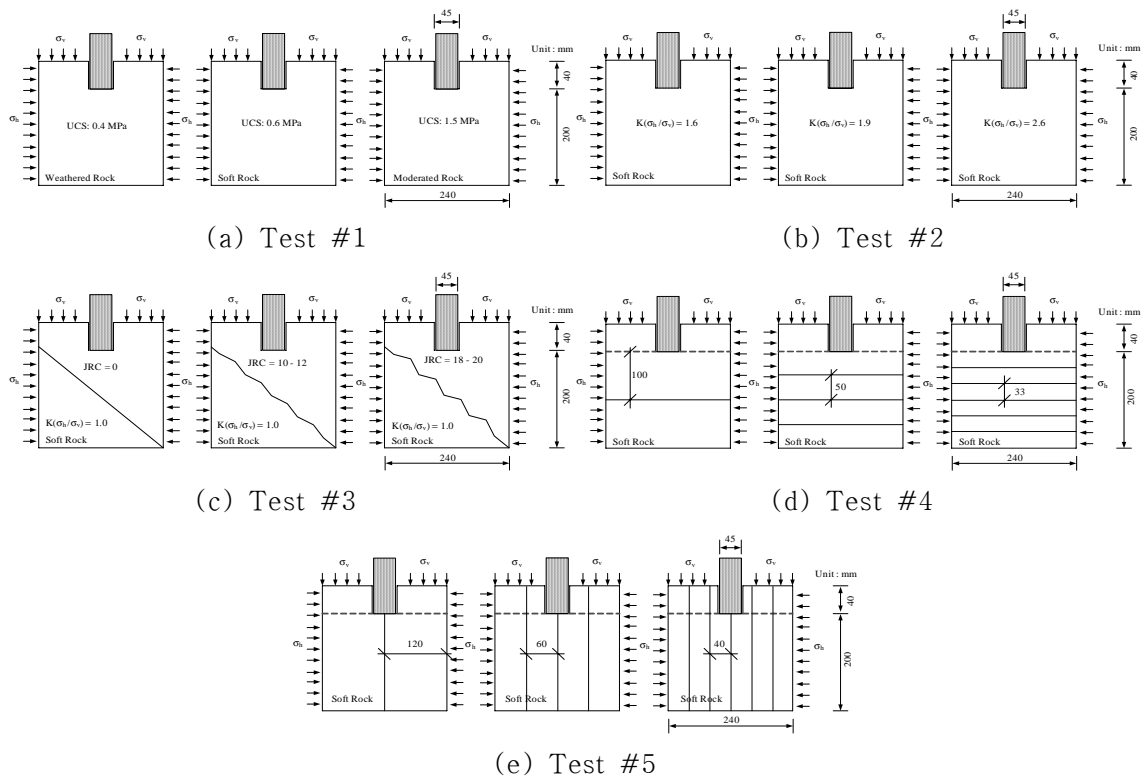 45
σv σv σv σv σv σv Unit : mm
40
σh UCS: 0.4 MPa σh UCS: 0.6 MPa σh UCS: 1.5 MPa
200
Weathered Rock Soft Rock Moderated Rock
240
(a) Test #1
45
σv σv σv σv σv σv Unit : mm
40
σh K(σh/σv) = 1.6 σh K(σh/σv) = 1.9 σh K(σh/σv) = 2.6
200
Soft Rock Soft Rock Soft Rock
240
(b) Test #2
45
σv σv σv σv σv σv Unit : mm
40
JRC = 0 JRC = 10 - 12 JRC = 18 - 20
σh σh σh
200
K(σh/σv) = 1.0 K(σh/σv) = 1.0 K(σh/σv) = 1.0
Soft Rock Soft Rock Soft Rock
240
(c) Test #3
45
σv σv σv σv σv σv Unit : mm
40
σh 100 σh 50 σh 33
200
Soft Rock Soft Rock Soft Rock
240
(d) Test #4
45
σv σv σv σv Unit : mm
40
σh 120 σh 60 40 σh
200
Soft Rock Soft Rock Soft Rock
240
(e) Test #5